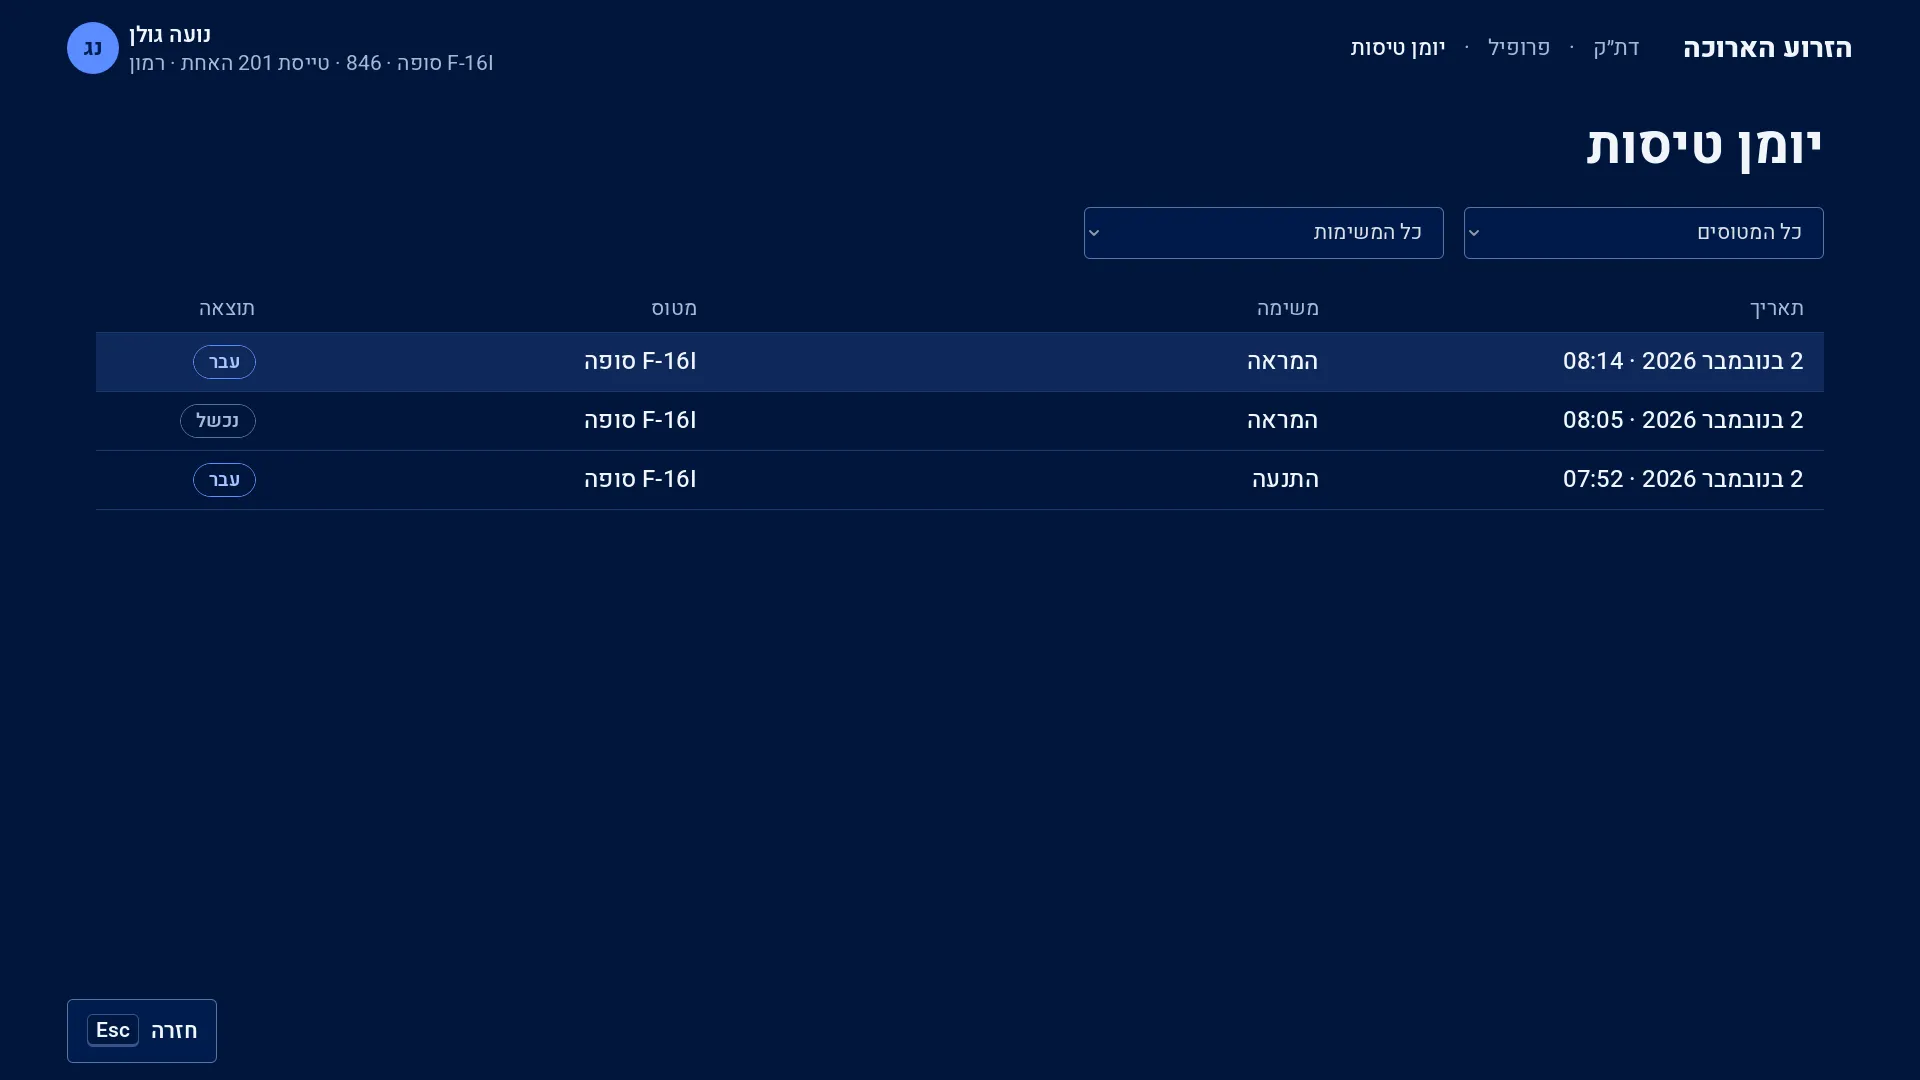 הזרוע הארוכה
דת״ק · פרופיל · יומן טיסות
נועה גולן
F-16I סופה · 846 · טייסת 201 האחת · רמון
נג
יומן טיסות
כל המטוסים
כל המשימות
תאריך משימה מטוס תוצאה
2 בנובמבר 2026 · 08:14 המראה F-16I סופה עבר
2 בנובמבר 2026 · 08:05 המראה F-16I סופה נכשל
2 בנובמבר 2026 · 07:52 התנעה F-16I סופה עבר
חזרה Esc